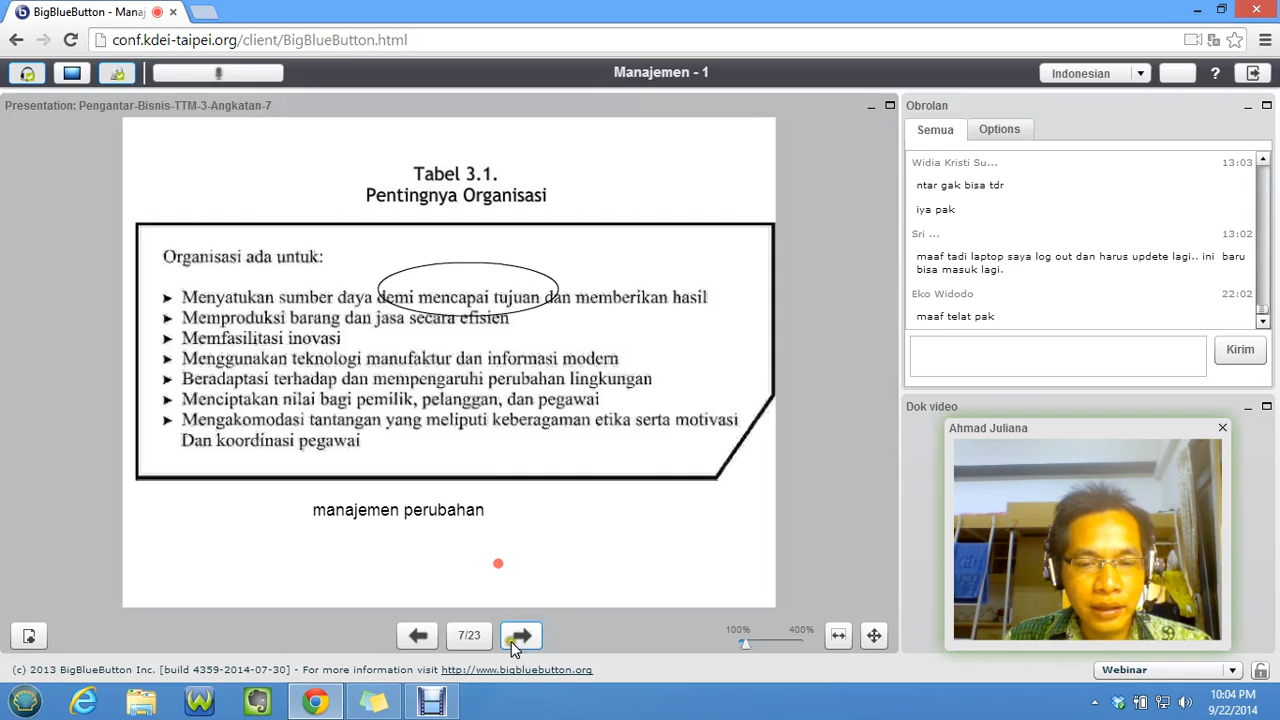 BigBlueButton - Manaj
conf.kdei-taipei.org/client/BigBlueButton.html
Manajemen - 1
Indonesian
?
Presentation: Pengantar-Bisnis-TTM-3-Angkatan-7
Tabel 3.1.
Pentingnya Organisasi
Organisasi ada untuk:
➤ Menyatukan sumber daya demi mencapai tujuan dan memberikan hasil
➤ Memproduksi barang dan jasa secara efisien
➤ Memfasilitasi inovasi
➤ Menggunakan teknologi manufaktur dan informasi modern
➤ Beradaptasi terhadap dan mempengaruhi perubahan lingkungan
➤ Menciptakan nilai bagi pemilik, pelanggan, dan pegawai
➤ Mengakomodasi tantangan yang meliputi keberagaman etika serta motivasi
Dan koordinasi pegawai
manajemen perubahan
7/23
100%
400%
Obrolan
Semua
Options
Widia Kristi Su... 13:03
ntar gak bisa tdr
iya pak
Sri ... 13:02
maaf tadi laptop saya log out dan harus updete lagi.. ini baru
bisa masuk lagi.
Eko Widodo 22:02
maaf telat pak
Kirim
Dok video
Ahmad Juliana
(c) 2013 BigBlueButton Inc. [build 4359-2014-07-30] - For more information visit http://www.bigbluebutton.org
Webinar
10:04 PM
9/22/2014